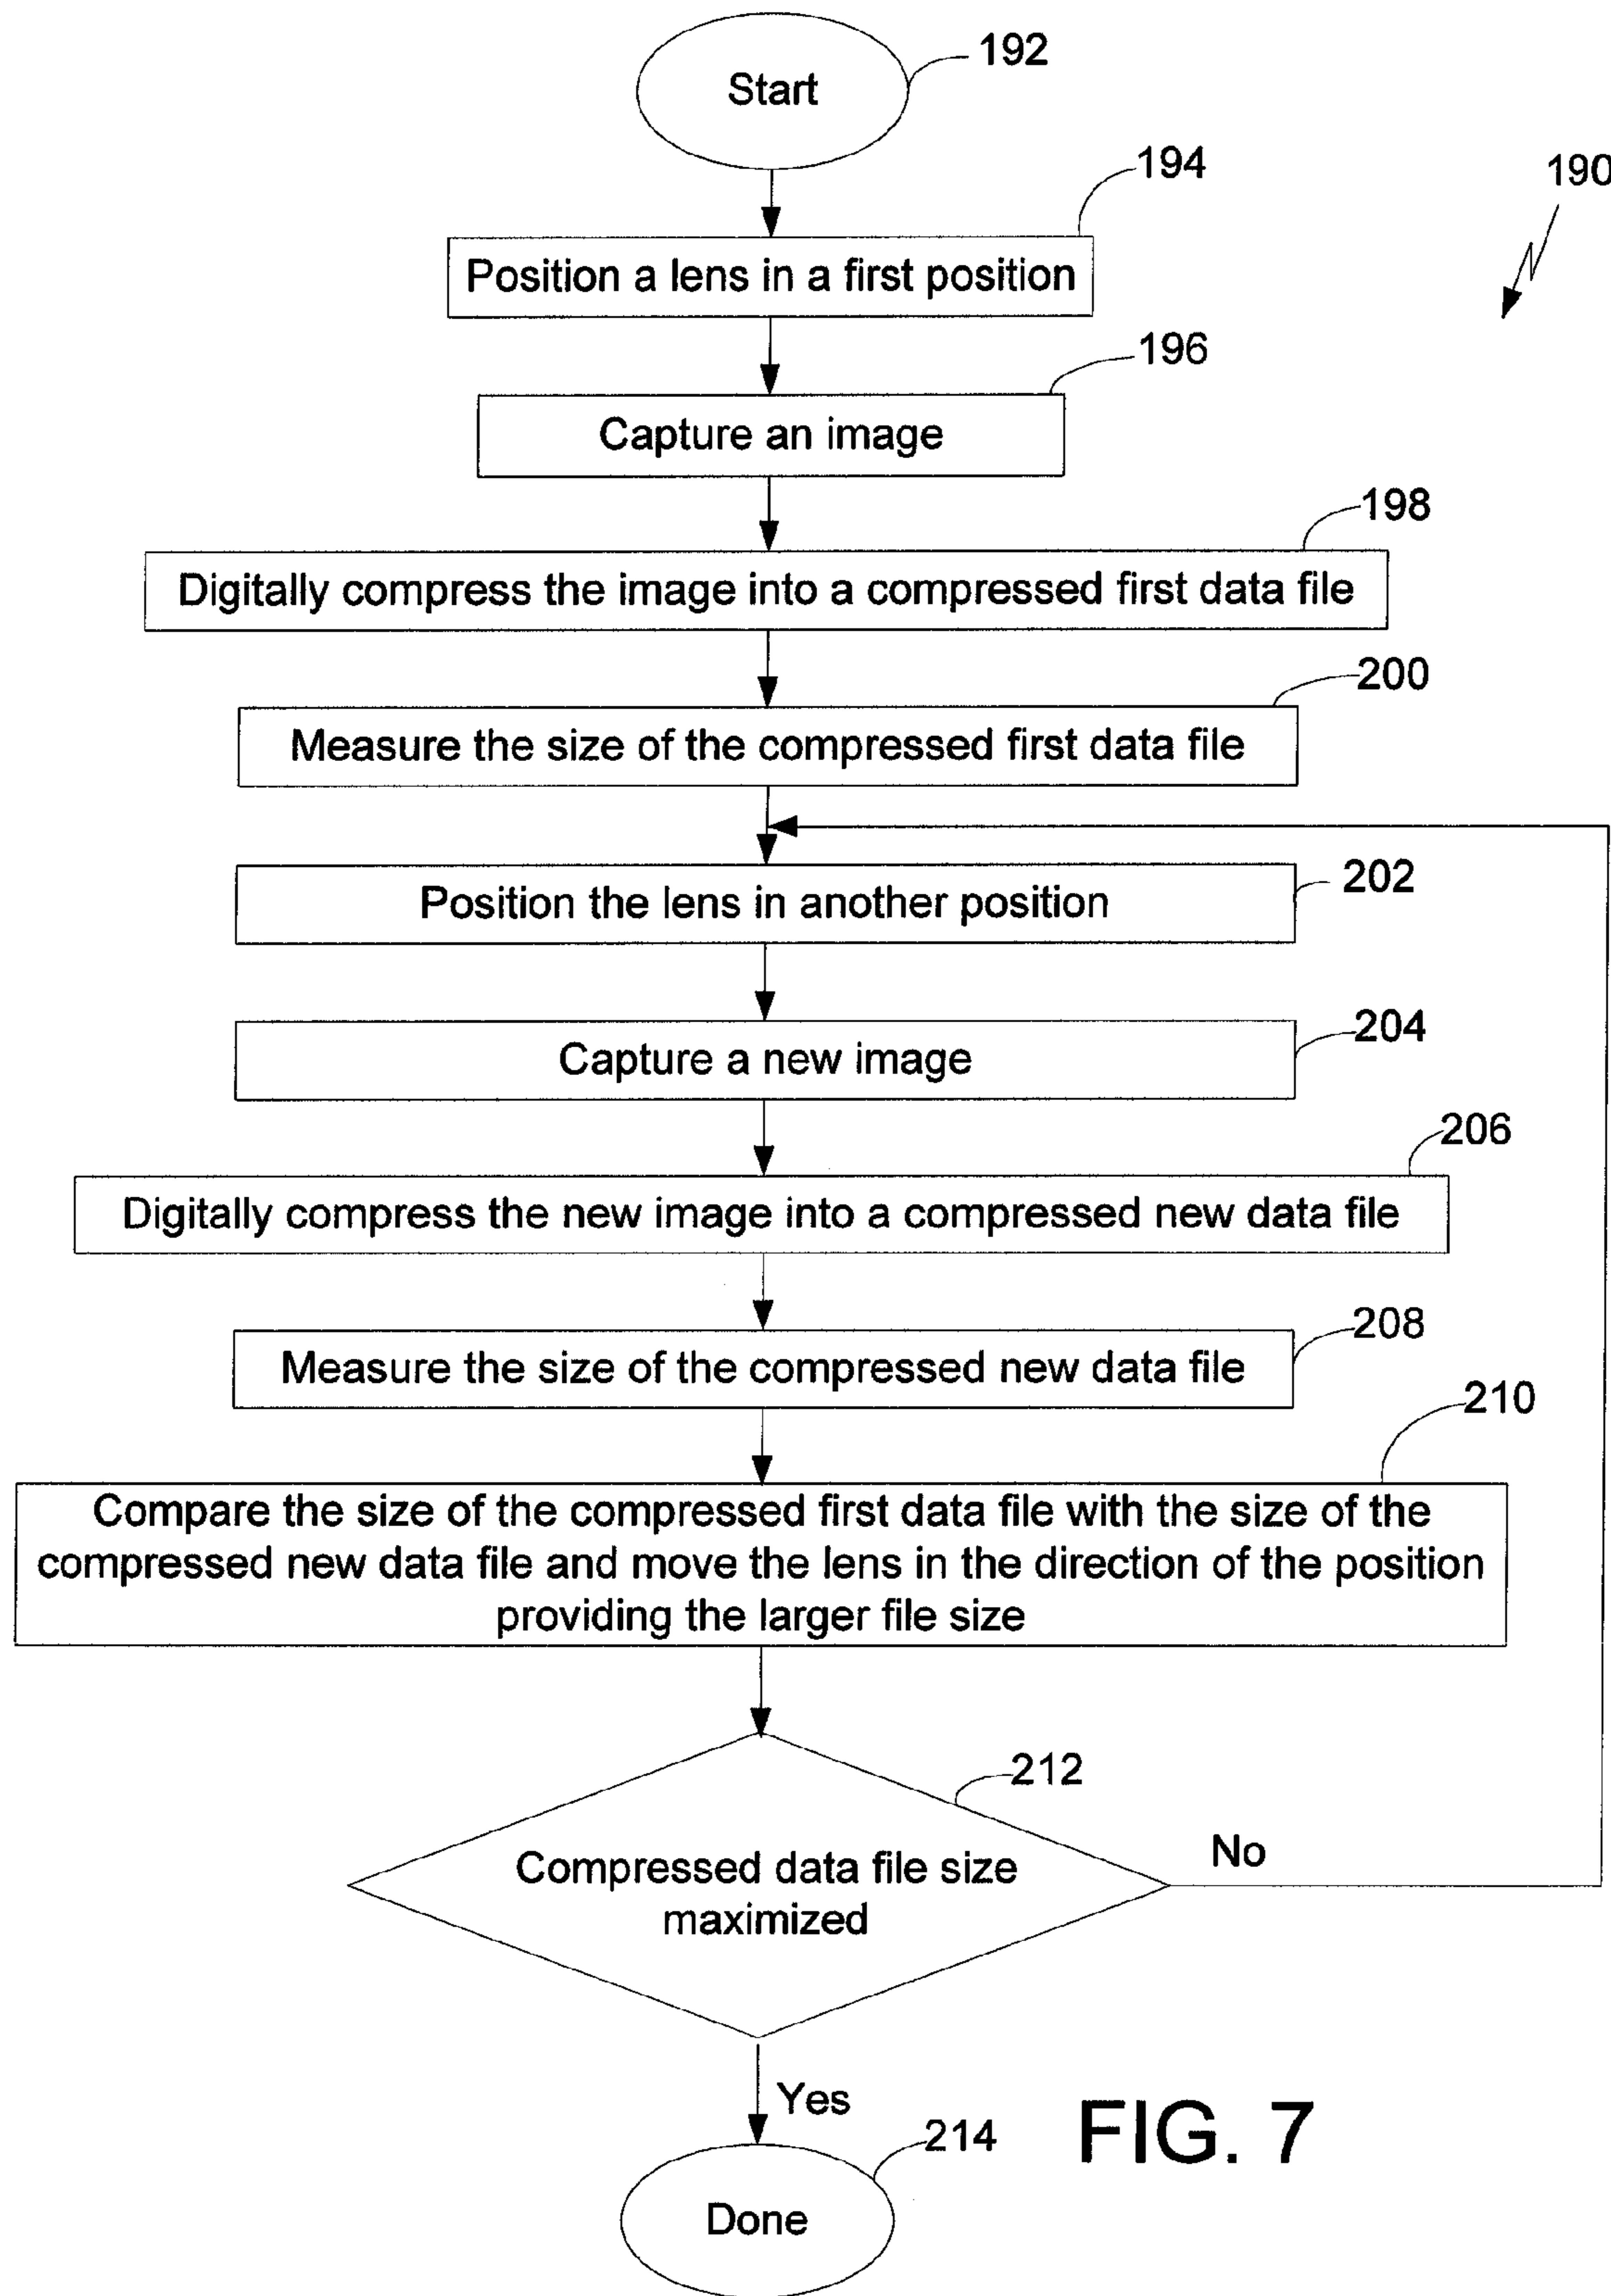 Start
192
194
190
Position a lens in a first position
196
Capture an image
198
Digitally compress the image into a compressed first data file
200
Measure the size of the compressed first data file
202
Position the lens in another position
204
Capture a new image
206
Digitally compress the new image into a compressed new data file
208
Measure the size of the compressed new data file
210
Compare the size of the compressed first data file with the size of the
compressed new data file and move the lens in the direction of the position
providing the larger file size
212
No
Compressed data file size
maximized
Yes
214
FIG. 7
Done